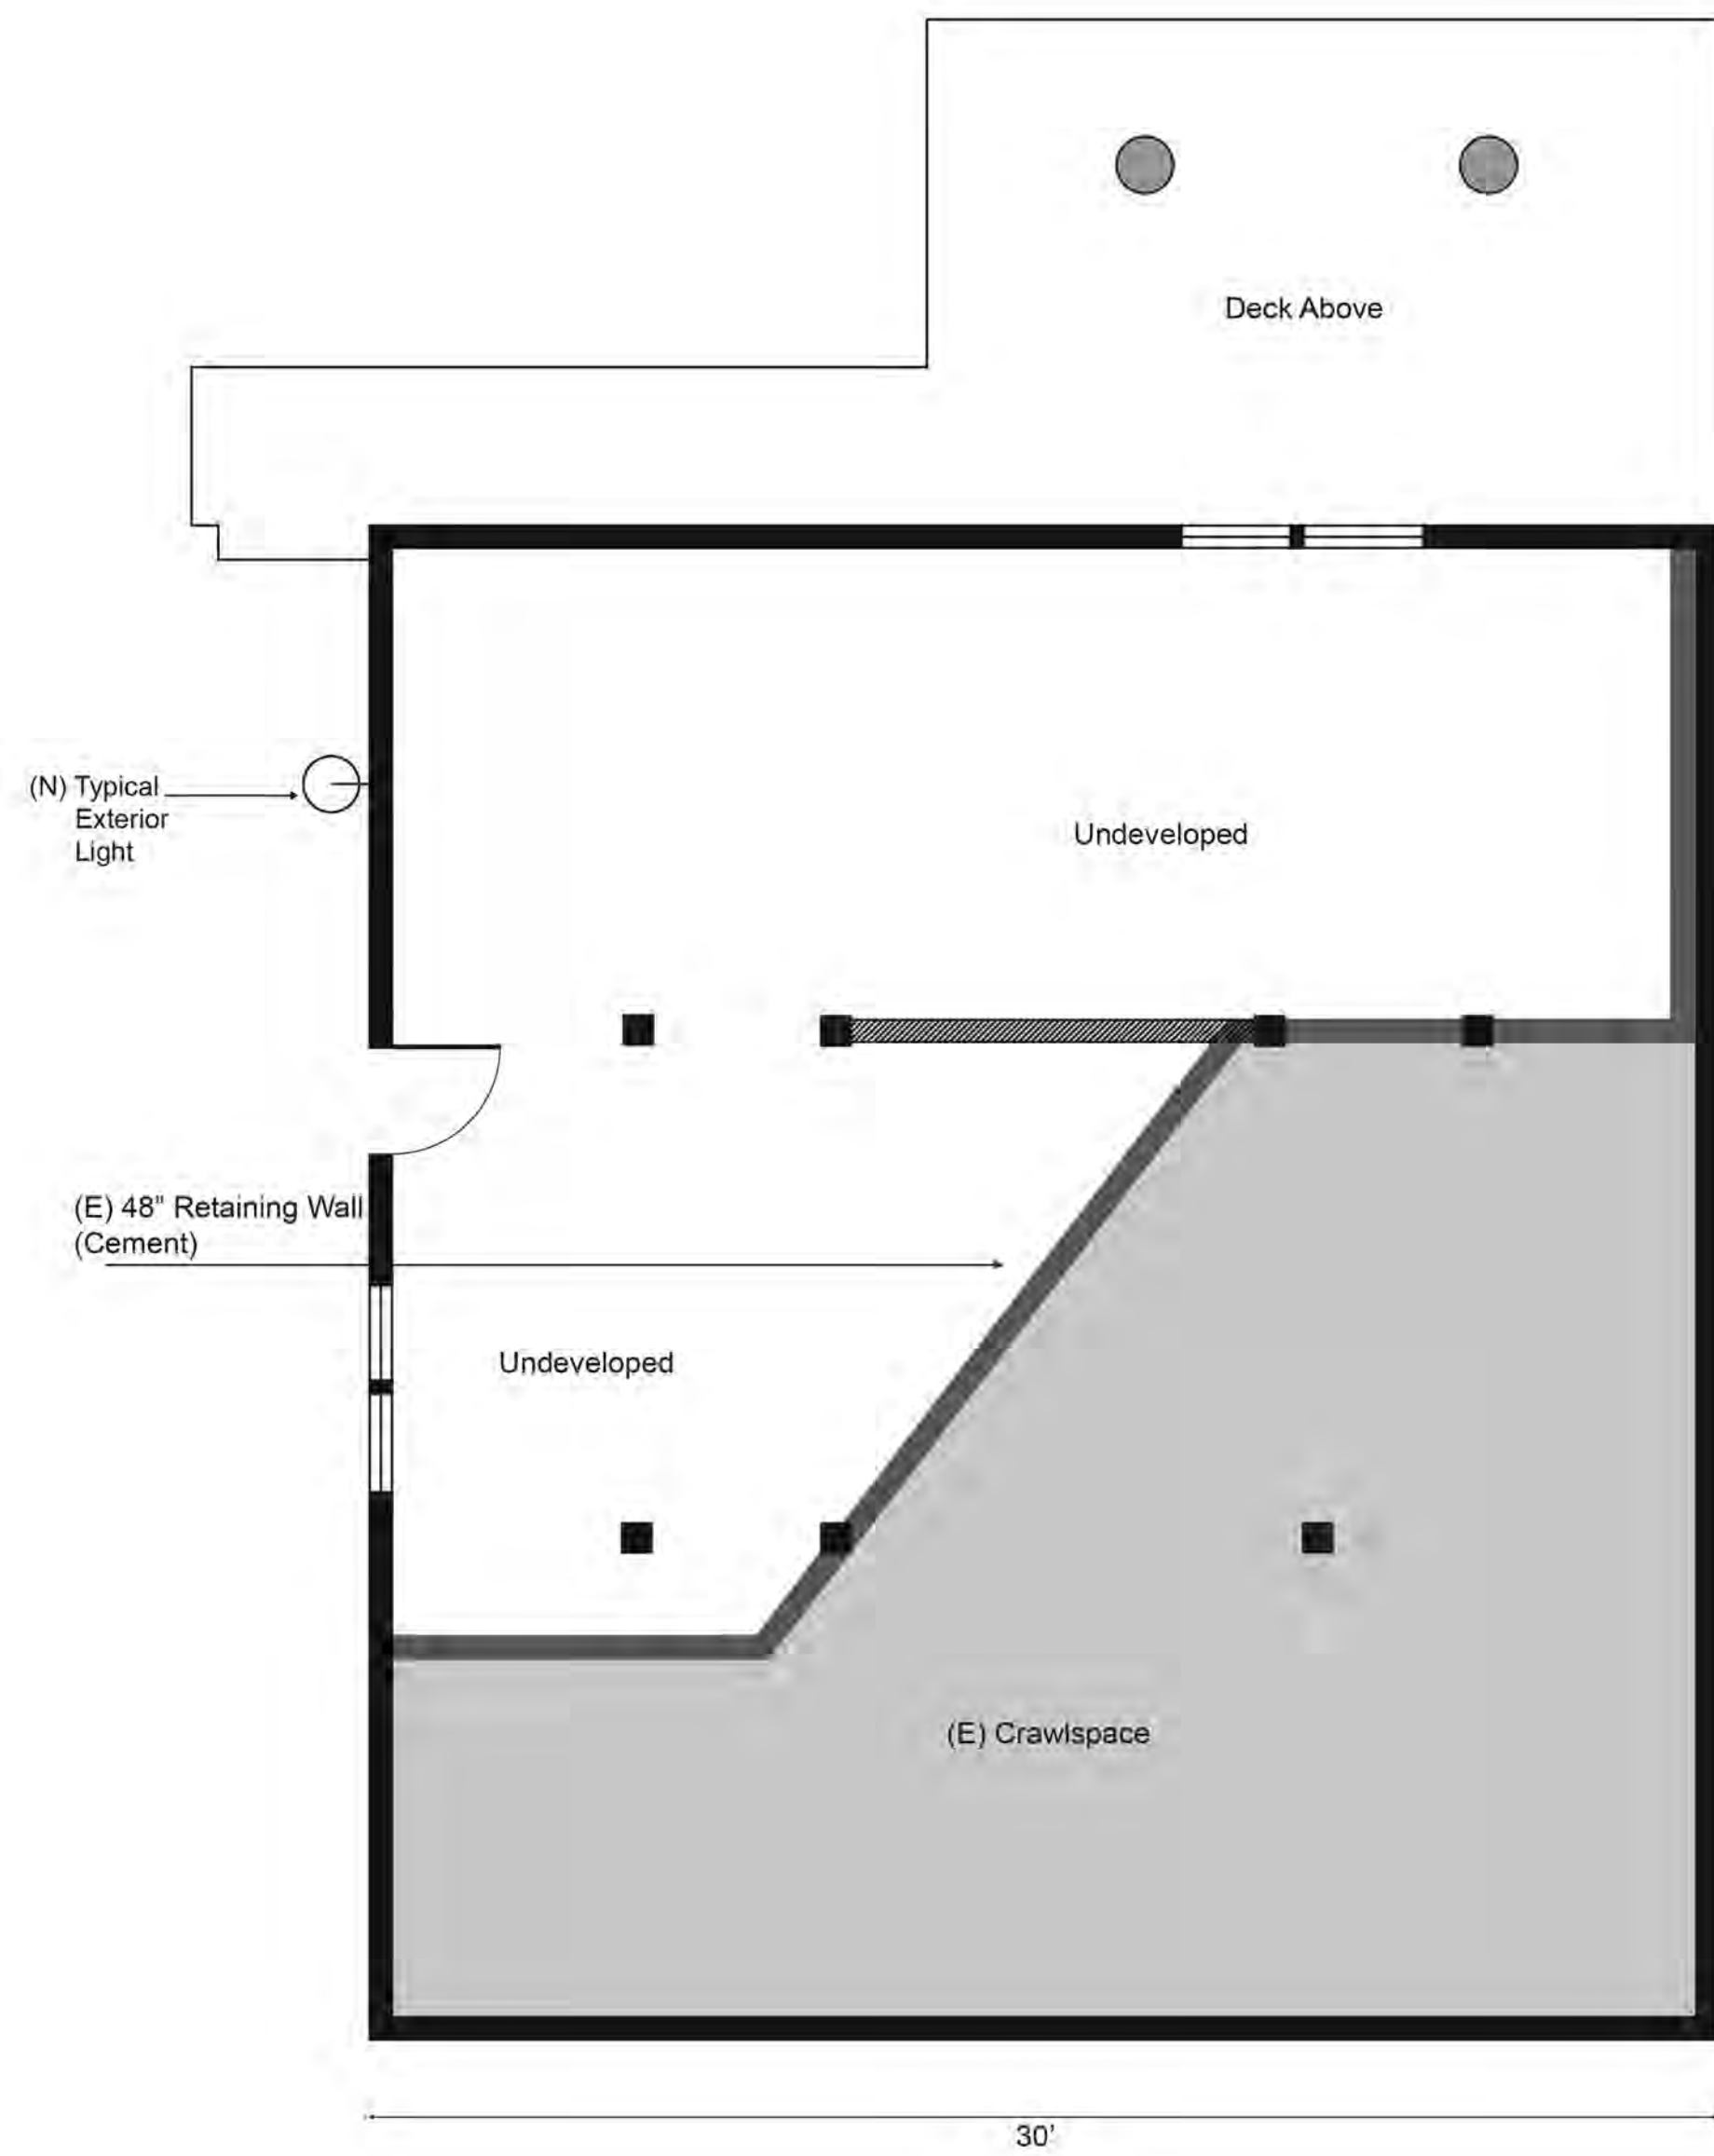 Deck Above
(N) Typical
Exterior
Light
Undeveloped
(E) 48" Retaining Wall
(Cement)
Undeveloped
(E) Crawlspace
30'